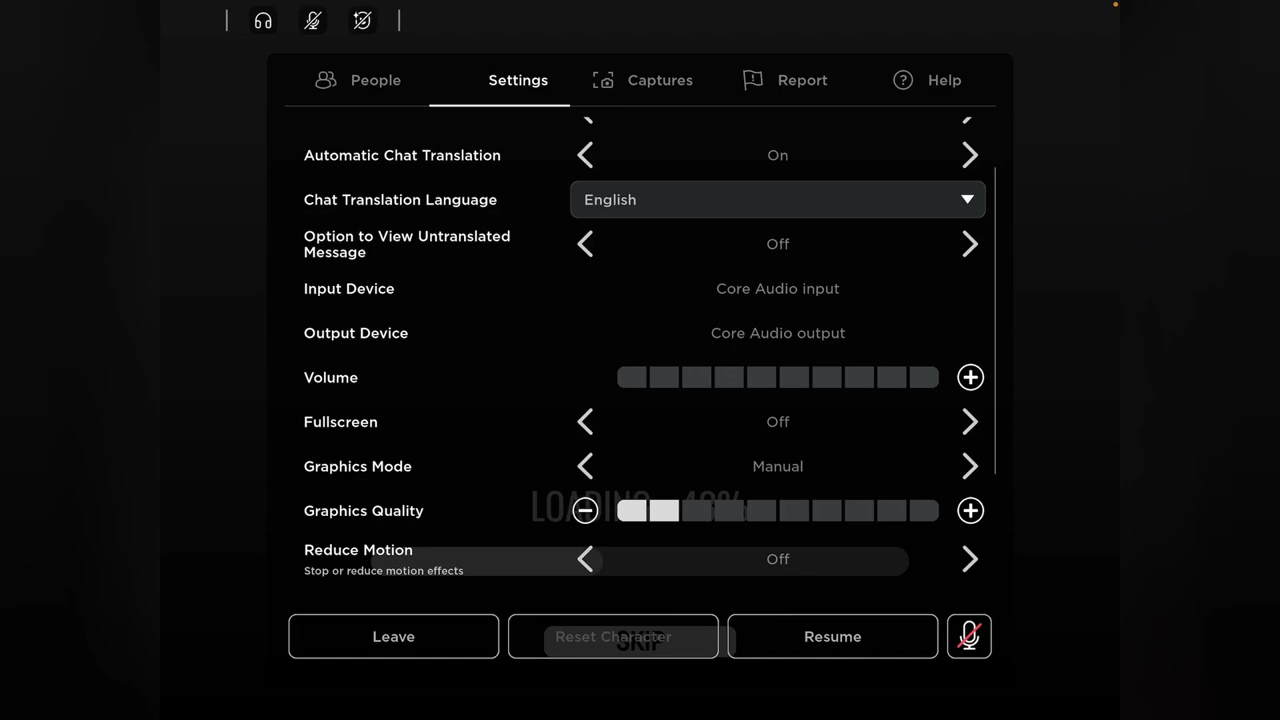 People Settings Captures Report Help
Automatic Chat Translation On
Chat Translation Language English
Option to View Untranslated
Message Off
Input Device Core Audio input
Output Device Core Audio output
Volume
Fullscreen Off
Graphics Mode Manual
LOADING
Graphics Quality
Reduce Motion Off
Stop or reduce motion effects
Leave Reset Character Resume
SKIP